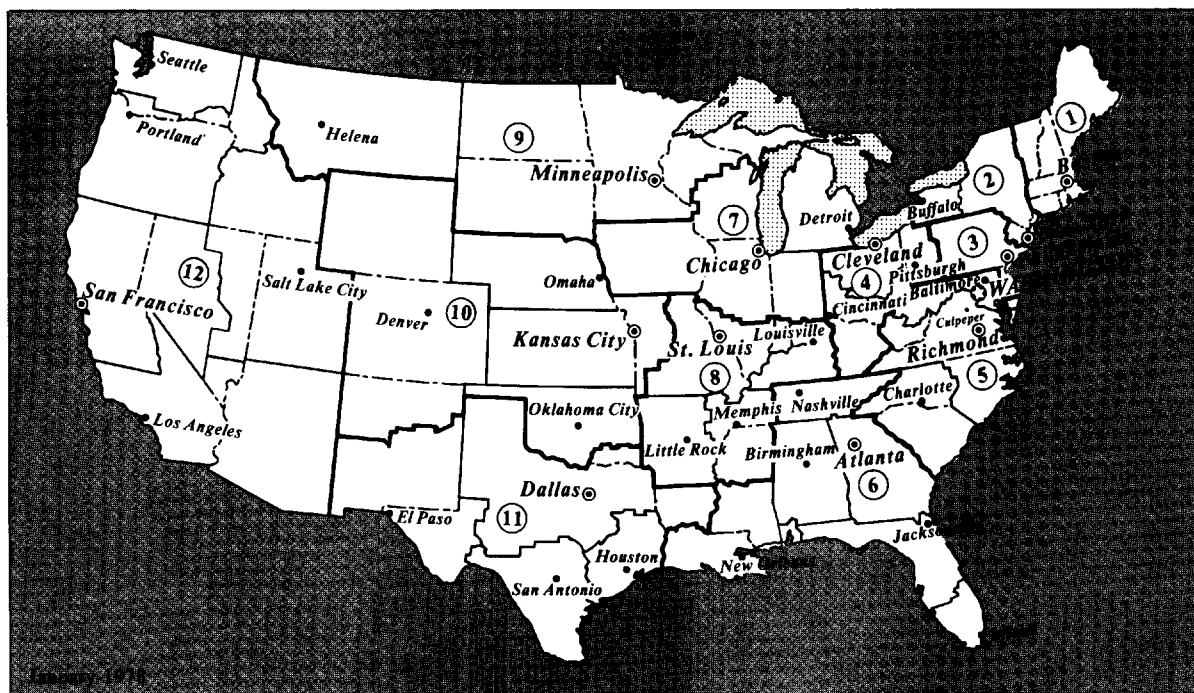 Seattle
Portland
Helena
9
Minneapolis
1
2
Buffalo
7
Detroit
3
Cleveland
4
Pittsburgh
Chicago
Cincinnati
Baltimore
12
Salt Lake City
San Francisco
Omaha
Denver
10
Kansas City
St. Louis
Louisville
Culpeper
Richmond
8
5
Charlotte
Los Angeles
Oklahoma City
Memphis
Nashville
Little Rock
Birmingham
Atlanta
6
Dallas
11
El Paso
Houston
San Antonio
New